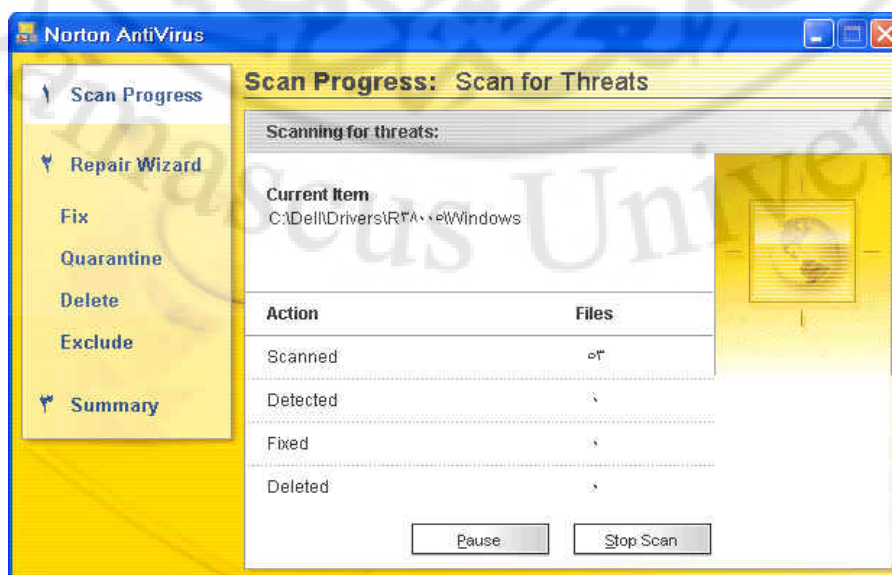 Norton AntiVirus
١ Scan Progress
٢ Repair Wizard
Fix
Quarantine
Delete
Exclude
٣ Summary
Scan Progress: Scan for Threats
Scanning for threats:
Current Item
C:\Dell\Drivers\R٣٨٠٠٥\Windows
Action Files
Scanned ٥٣
Detected ٠
Fixed ٠
Deleted ٠
Pause Stop Scan
amascus Univer